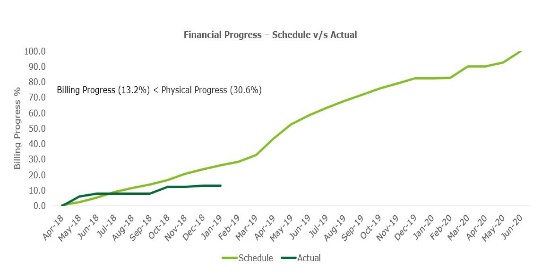 Financial Progress – Schedule v/s Actual
100.0
90.0
80.0
70.0
60.0
50.0
40.0
30.0
20.0
10.0
0.0
Billing Progress %
Billing Progress (13.2%) < Physical Progress (30.6%)
Apr-18
May-18
Jun-18
Jul-18
Aug-18
Sep-18
Oct-18
Nov-18
Dec-18
Jan-19
Feb-19
Mar-19
Apr-19
May-19
Jun-19
Jul-19
Aug-19
Sep-19
Oct-19
Nov-19
Dec-19
Jan-20
Feb-20
Mar-20
Apr-20
May-20
Jun-20
Schedule
Actual